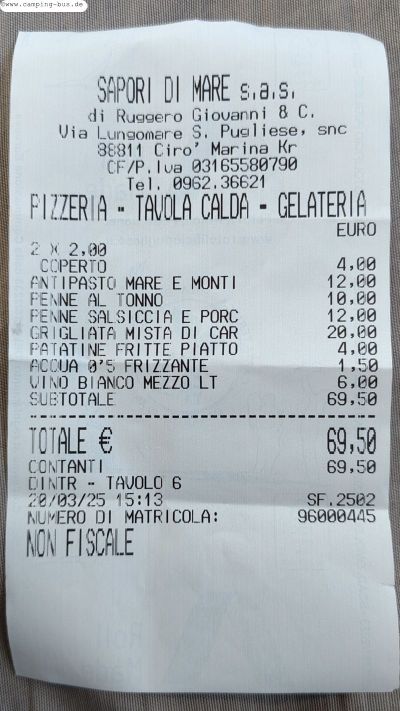 ©www.camping-bus.de
SAPORI DI MARE s.a.s.
di Ruggero Giovanni & C.
Via Lungomare S. Pugliese, snc
88811 Ciro' Marina Kr
CF/P.Iva 03165580790
Tel. 0962.36621
PIZZERIA - TAVOLA CALDA - GELATERIA
EURO
2 X 2,00
COPERTO 4,00
ANTIPASTO MARE E MONTI 12,00
PENNE AL TONNO 10,00
PENNE SALSICCIA E PORC 12,00
GRIGLIATA MISTA DI CAR 20,00
PATATINE FRITTE PIATTO 4,00
ACQUA 0'5 FRIZZANTE 1,50
VINO BIANCO MEZZO LT 6,00
SUBTOTALE 69,50
TOTALE € 69,50
CONTANTI 69,50
DINTR - TAVOLO 6
20/03/25 15:13 SF.2502
NUMERO DI MATRICOLA: 96000445
NON FISCALE